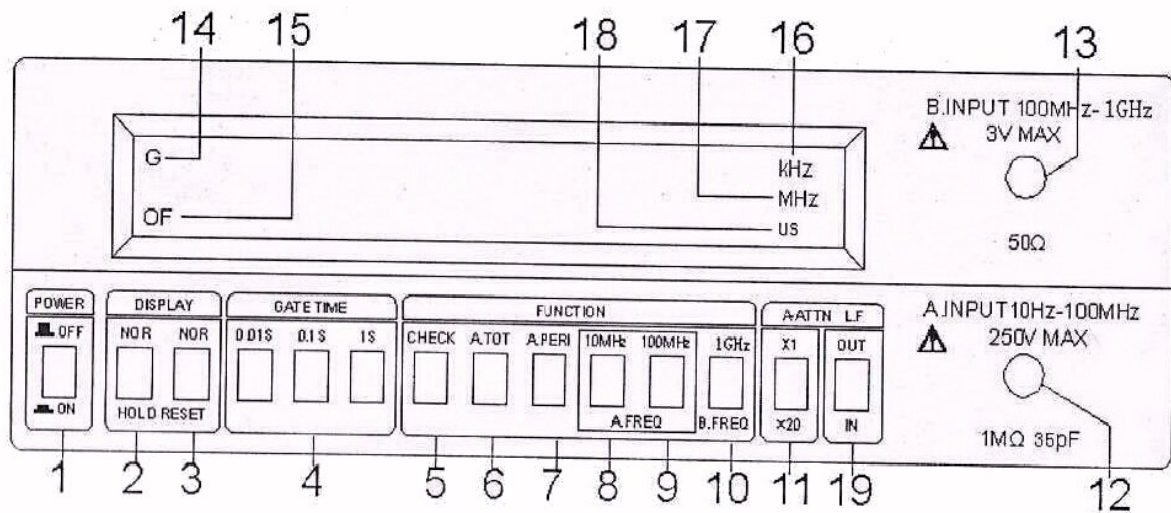 14 15 18 17 16 13
B.INPUT 100MHz-1GHz
3V MAX
G
kHz
MHz
OF
us
50Ω
POWER DISPLAY GATE TIME FUNCTION A-ATTN L.F
A.INPUT 10Hz-100MHz
250V MAX
OFF NOR NOR 0.01S 0.1S 1S CHECK A.TOT A.PERI 10MHz 100MHz 1GHz X1 OUT
ON HOLD RESET A.FREQ B.FREQ X20 IN
1MΩ 35pF
1 2 3 4 5 6 7 8 9 10 11 19 12